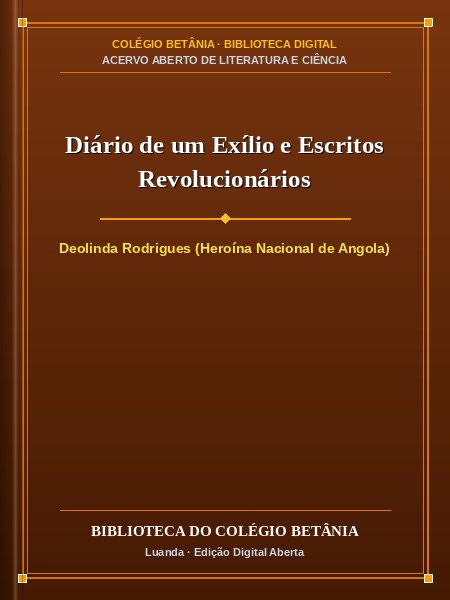 COLÉGIO BETÂNIA · BIBLIOTECA DIGITAL
ACERVO ABERTO DE LITERATURA E CIÊNCIA
Diário de um Exílio e Escritos
Revolucionários
Deolinda Rodrigues (Heroína Nacional de Angola)
BIBLIOTECA DO COLÉGIO BETÂNIA
Luanda · Edição Digital Aberta